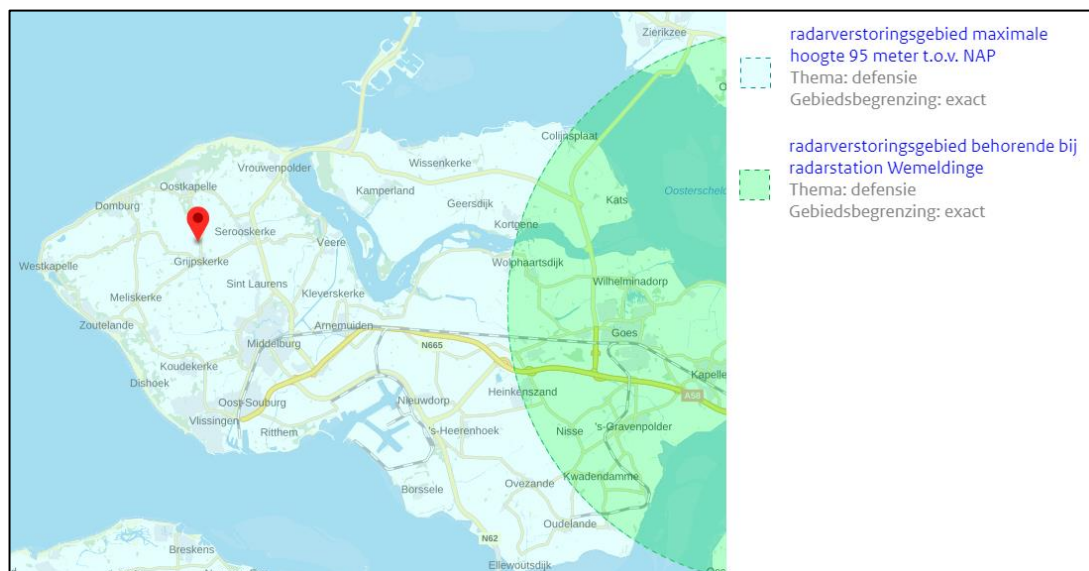 radarverstoringsgebied maximale
hoogte 95 meter t.o.v. NAP
Thema: defensie
Gebiedsbegrenzing: exact
radarverstoringsgebied behorende bij
radarstation Wemeldinge
Thema: defensie
Gebiedsbegrenzing: exact
Zierikzee
Colijnsplaat
Wissenkerke
Vrouwenpolder
Oostkapelle
Kamperland
Oosterscheld
Domburg
Geersdijk
Kats
Kortgene
Serooskerke
Veere
Westkapelle
Grijpskerke
Wolphaartsdijk
Sint Laurens
Wilhelminadorp
Kleverskerke
Meliskerke
Zoutelande
Arnemuiden
Goes
Middelburg
N665
Koudekerke
Kapelle
Dishoek
Heinkenszand
A58
Oost-Souburg
Nieuwdorp
Vlissingen
Ritthem
's-Heerenhoek
Nisse
's-Gravenpolder
Kwadendamme
Ovezande
Borssele
Oudelande
N62
Breskens
Ellewoutsdijk